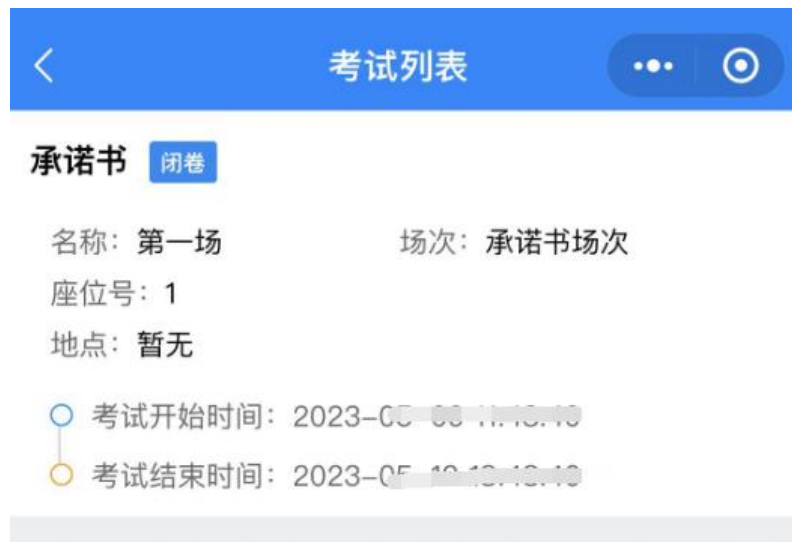 考试列表
承诺书 闭卷
名称：第一场 场次：承诺书场次
座位号：1
地点：暂无
考试开始时间：2023-
考试结束时间：2023-